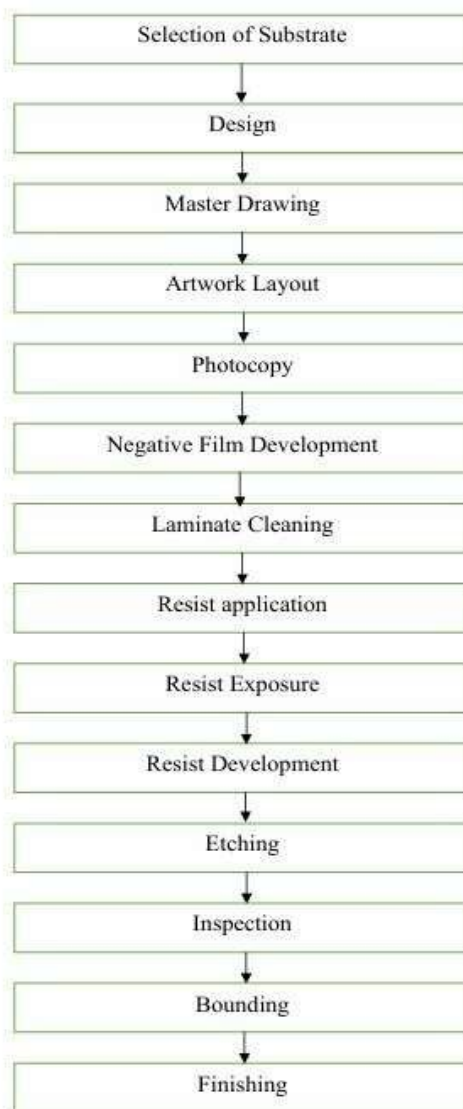 Selection of Substrate
Design
Master Drawing
Artwork Layout
Photocopy
Negative Film Development
Laminate Cleaning
Resist application
Resist Exposure
Resist Development
Etching
Inspection
Bounding
Finishing